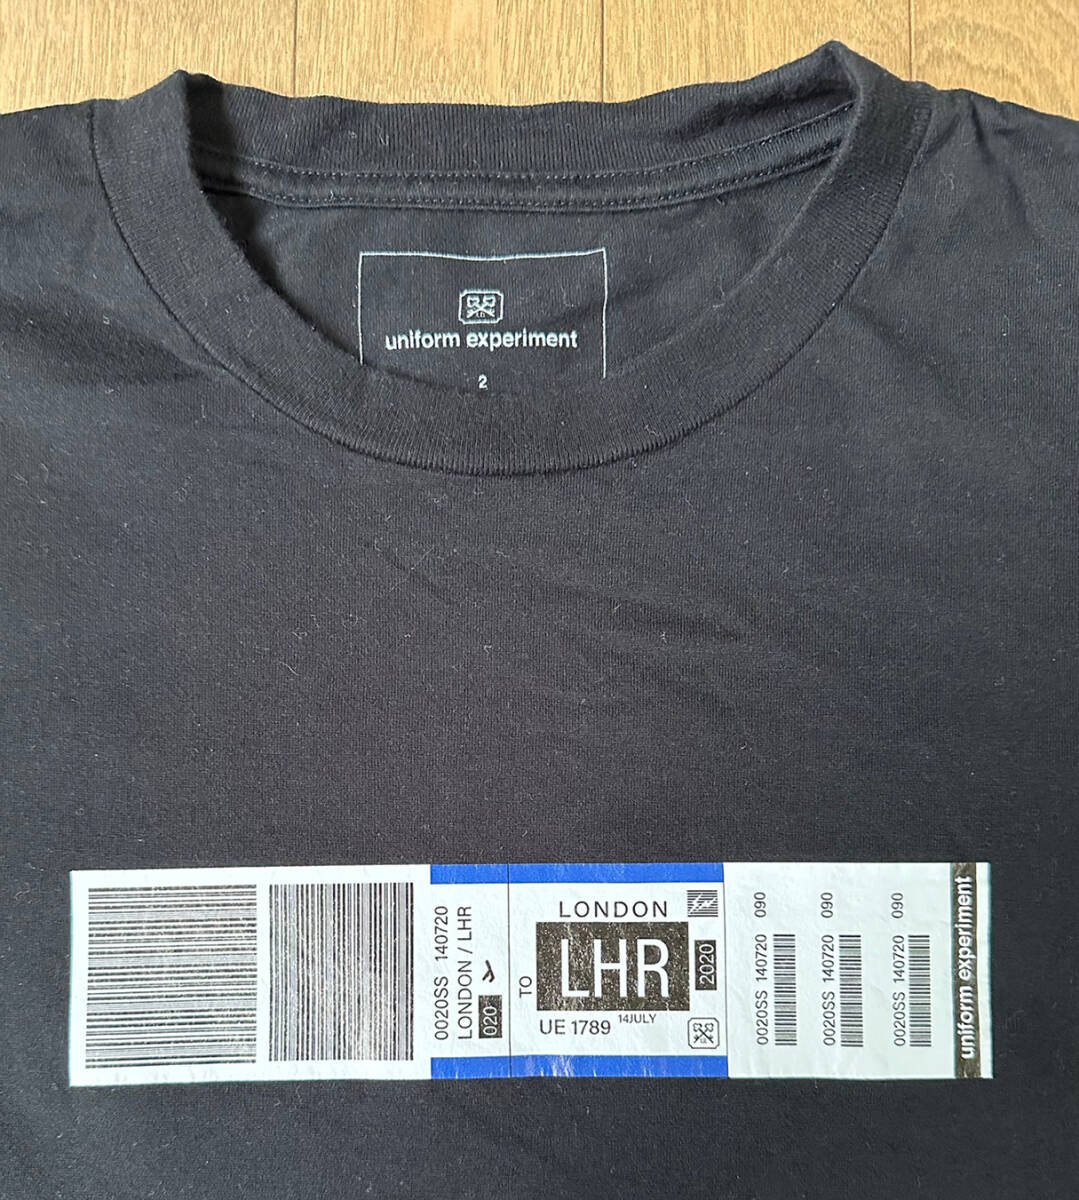 uniform experiment
2
0020SS 140720
LONDON / LHR
020
TO
LONDON
LHR
UE 1789
14JULY
2020
0020SS 140720 090
0020SS 140720 090
0020SS 140720 090
uniform experiment